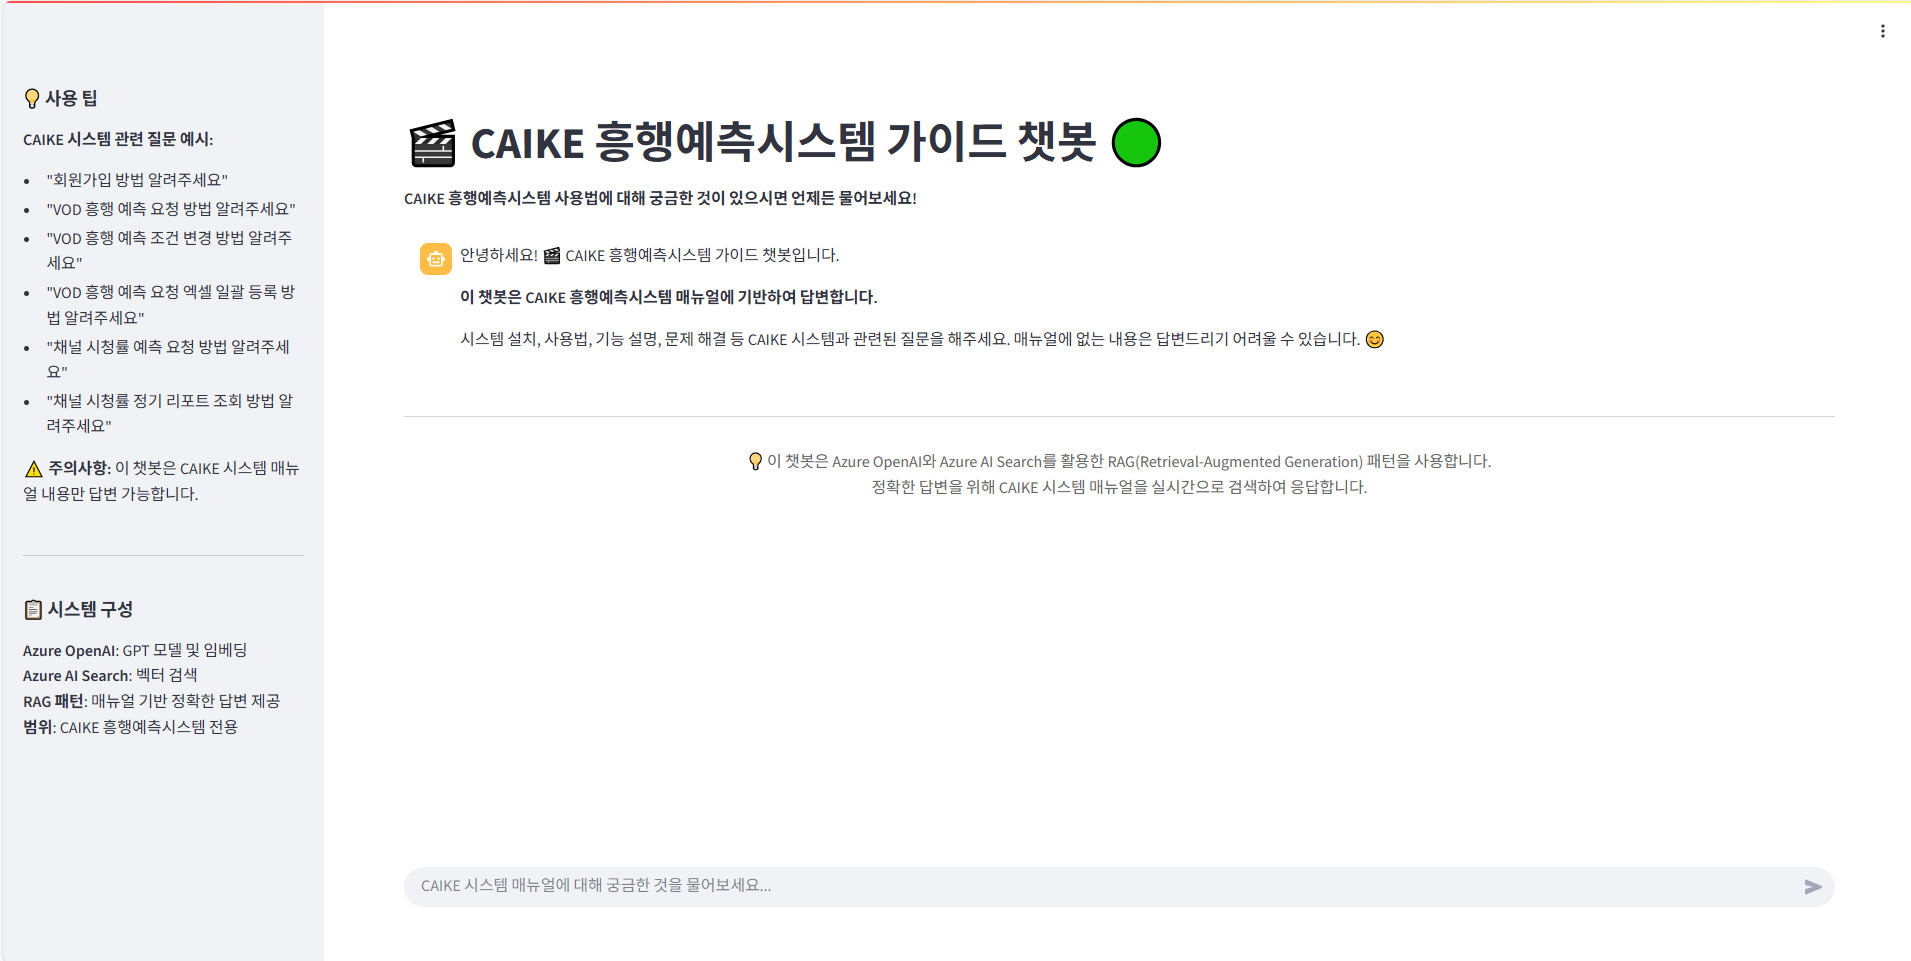 사용 팁
CAIKE 시스템 관련 질문 예시:
"회원가입 방법 알려주세요"
"VOD 흥행 예측 요청 방법 알려주세요"
"VOD 흥행 예측 조건 변경 방법 알려주
세요"
"VOD 흥행 예측 요청 엑셀 일괄 등록 방
법 알려주세요"
"채널 시청률 예측 요청 방법 알려주세
요"
"채널 시청률 정기 리포트 조회 방법 알
려주세요"
주의사항: 이 챗봇은 CAIKE 시스템 매뉴
얼 내용만 답변 가능합니다.
시스템 구성
Azure OpenAI: GPT 모델 및 임베딩
Azure AI Search: 벡터 검색
RAG 패턴: 매뉴얼 기반 정확한 답변 제공
범위: CAIKE 흥행예측시스템 전용
CAIKE 흥행예측시스템 가이드 챗봇
CAIKE 흥행예측시스템 사용법에 대해 궁금한 것이 있으시면 언제든 물어보세요!
안녕하세요! CAIKE 흥행예측시스템 가이드 챗봇입니다.
이 챗봇은 CAIKE 흥행예측시스템 매뉴얼에 기반하여 답변합니다.
시스템 설치, 사용법, 기능 설명, 문제 해결 등 CAIKE 시스템과 관련된 질문을 해주세요. 매뉴얼에 없는 내용은 답변드리기 어려울 수 있습니다.
이 챗봇은 Azure OpenAI와 Azure AI Search를 활용한 RAG(Retrieval-Augmented Generation) 패턴을 사용합니다.
정확한 답변을 위해 CAIKE 시스템 매뉴얼을 실시간으로 검색하여 응답합니다.
CAIKE 시스템 매뉴얼에 대해 궁금한 것을 물어보세요...